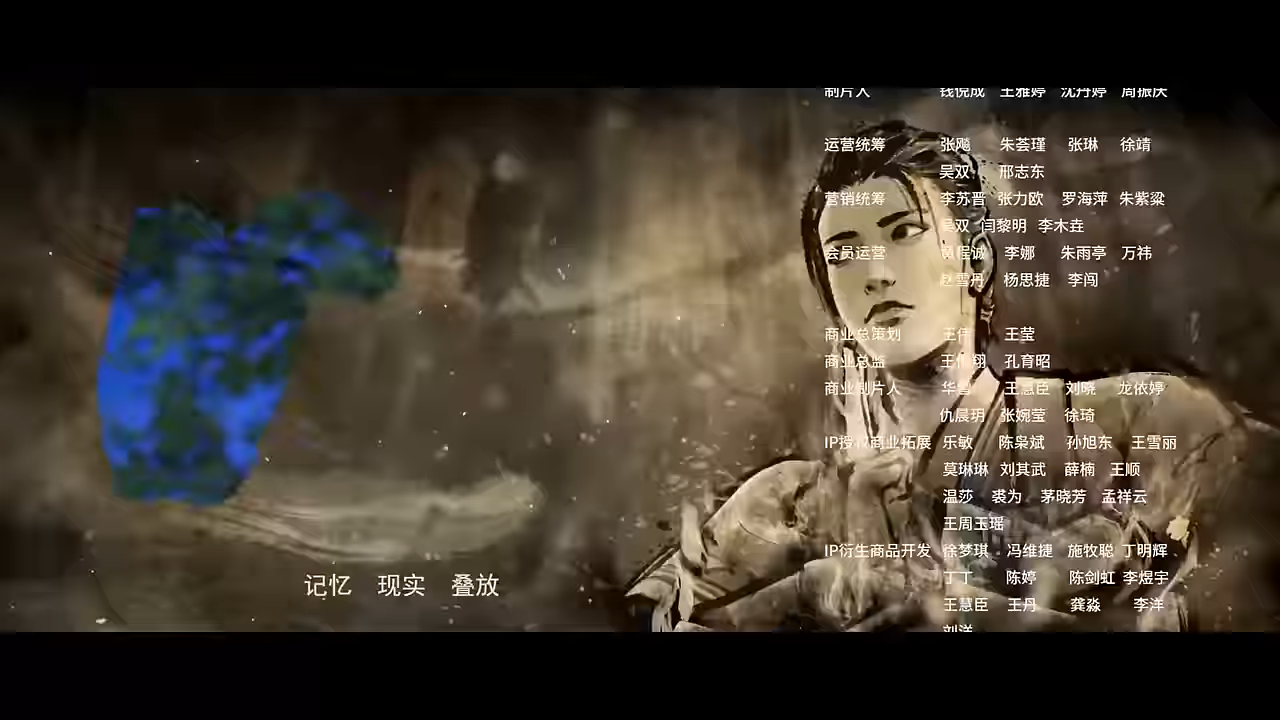 制片人 钱倪成 王雅婷 沈丹婷 周振庆
运营统筹 张飚 朱荟瑾 张琳 徐靖
吴双 邢志东
营销统筹 李苏晋 张力欧 罗海萍 朱紫粱
吴双 闫黎明 李木垚
会员运营 程诚 李娜 朱雨亭 万祎
赵雪丹 杨思捷 李闯
商业总策划 王伟 王莹
商业总监 王伟翔 孔育昭
商业制片人 王慧臣 刘晓 龙依婷
仇晨玥 张婉莹 徐琦
IP授权商业拓展 乐敏 陈枭斌 孙旭东 王雪丽
莫琳琳 刘其武 薛楠 王顺
温莎 裘为 茅晓芳 孟祥云
王周玉瑶
IP衍生商品开发 徐梦琪 冯维捷 施牧聪 丁明辉
丁丁 陈婷 陈剑虹 李煜宇
王慧臣 王丹 龚淼 李洋
记忆 现实 叠放